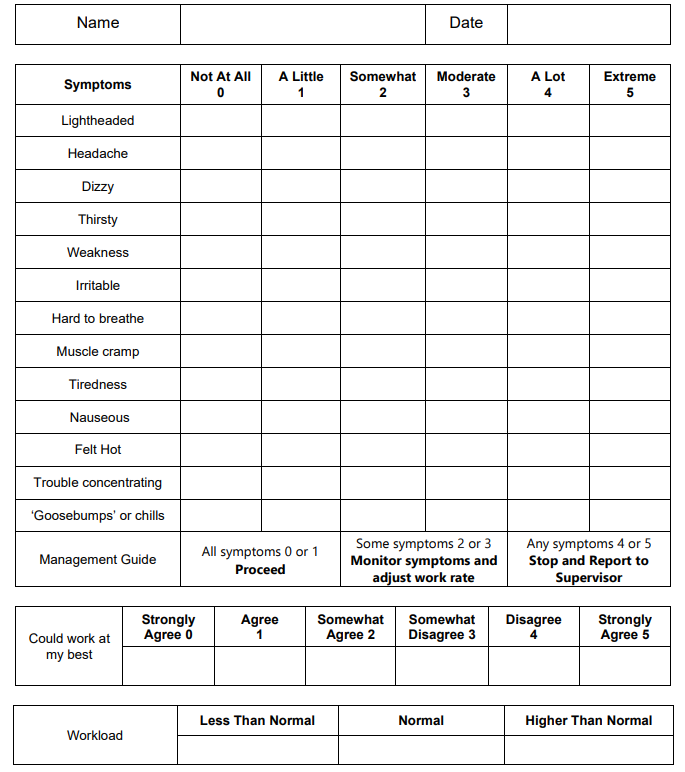 Name Date
Symptoms Not At All 0 A Little 1 Somewhat 2 Moderate 3 A Lot 4 Extreme 5
Lightheaded
Headache
Dizzy
Thirsty
Weakness
Irritable
Hard to breathe
Muscle cramp
Tiredness
Nauseous
Felt Hot
Trouble concentrating
‘Goosebumps’ or chills
Management Guide
All symptoms 0 or 1
Proceed
Some symptoms 2 or 3
Monitor symptoms and
adjust work rate
Any symptoms 4 or 5
Stop and Report to
Supervisor
Could work at
my best
Strongly
Agree 0
Agree
1
Somewhat
Agree 2
Somewhat
Disagree 3
Disagree
4
Strongly
Agree 5
Workload
Less Than Normal
Normal
Higher Than Normal